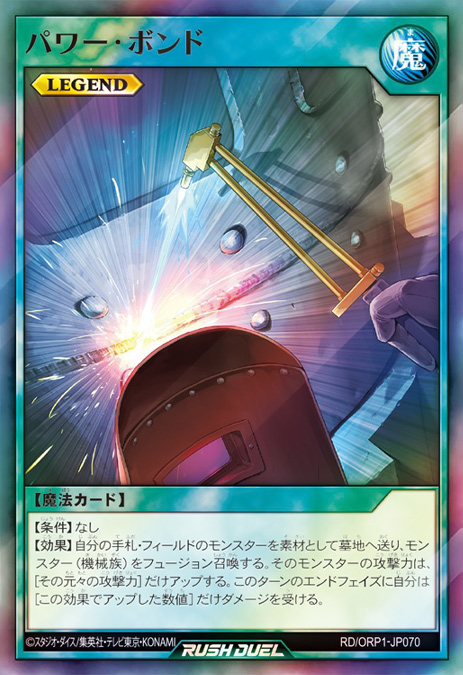 パワー・ボンド
ま
魔
LEGEND
【魔法カード】
【条件】なし
【効果】自分の手札・フィールドのモンスターを素材として墓地へ送り、モン
スター（機械族）をフュージョン召喚する。そのモンスターの攻撃力は、
［その元々の攻撃力］だけアップする。このターンのエンドフェイズに自分は
［この効果でアップした数値］だけダメージを受ける。
©スタジオ・ダイス/集英社・テレビ東京・KONAMI
RUSH DUEL
RD/ORP1-JP070